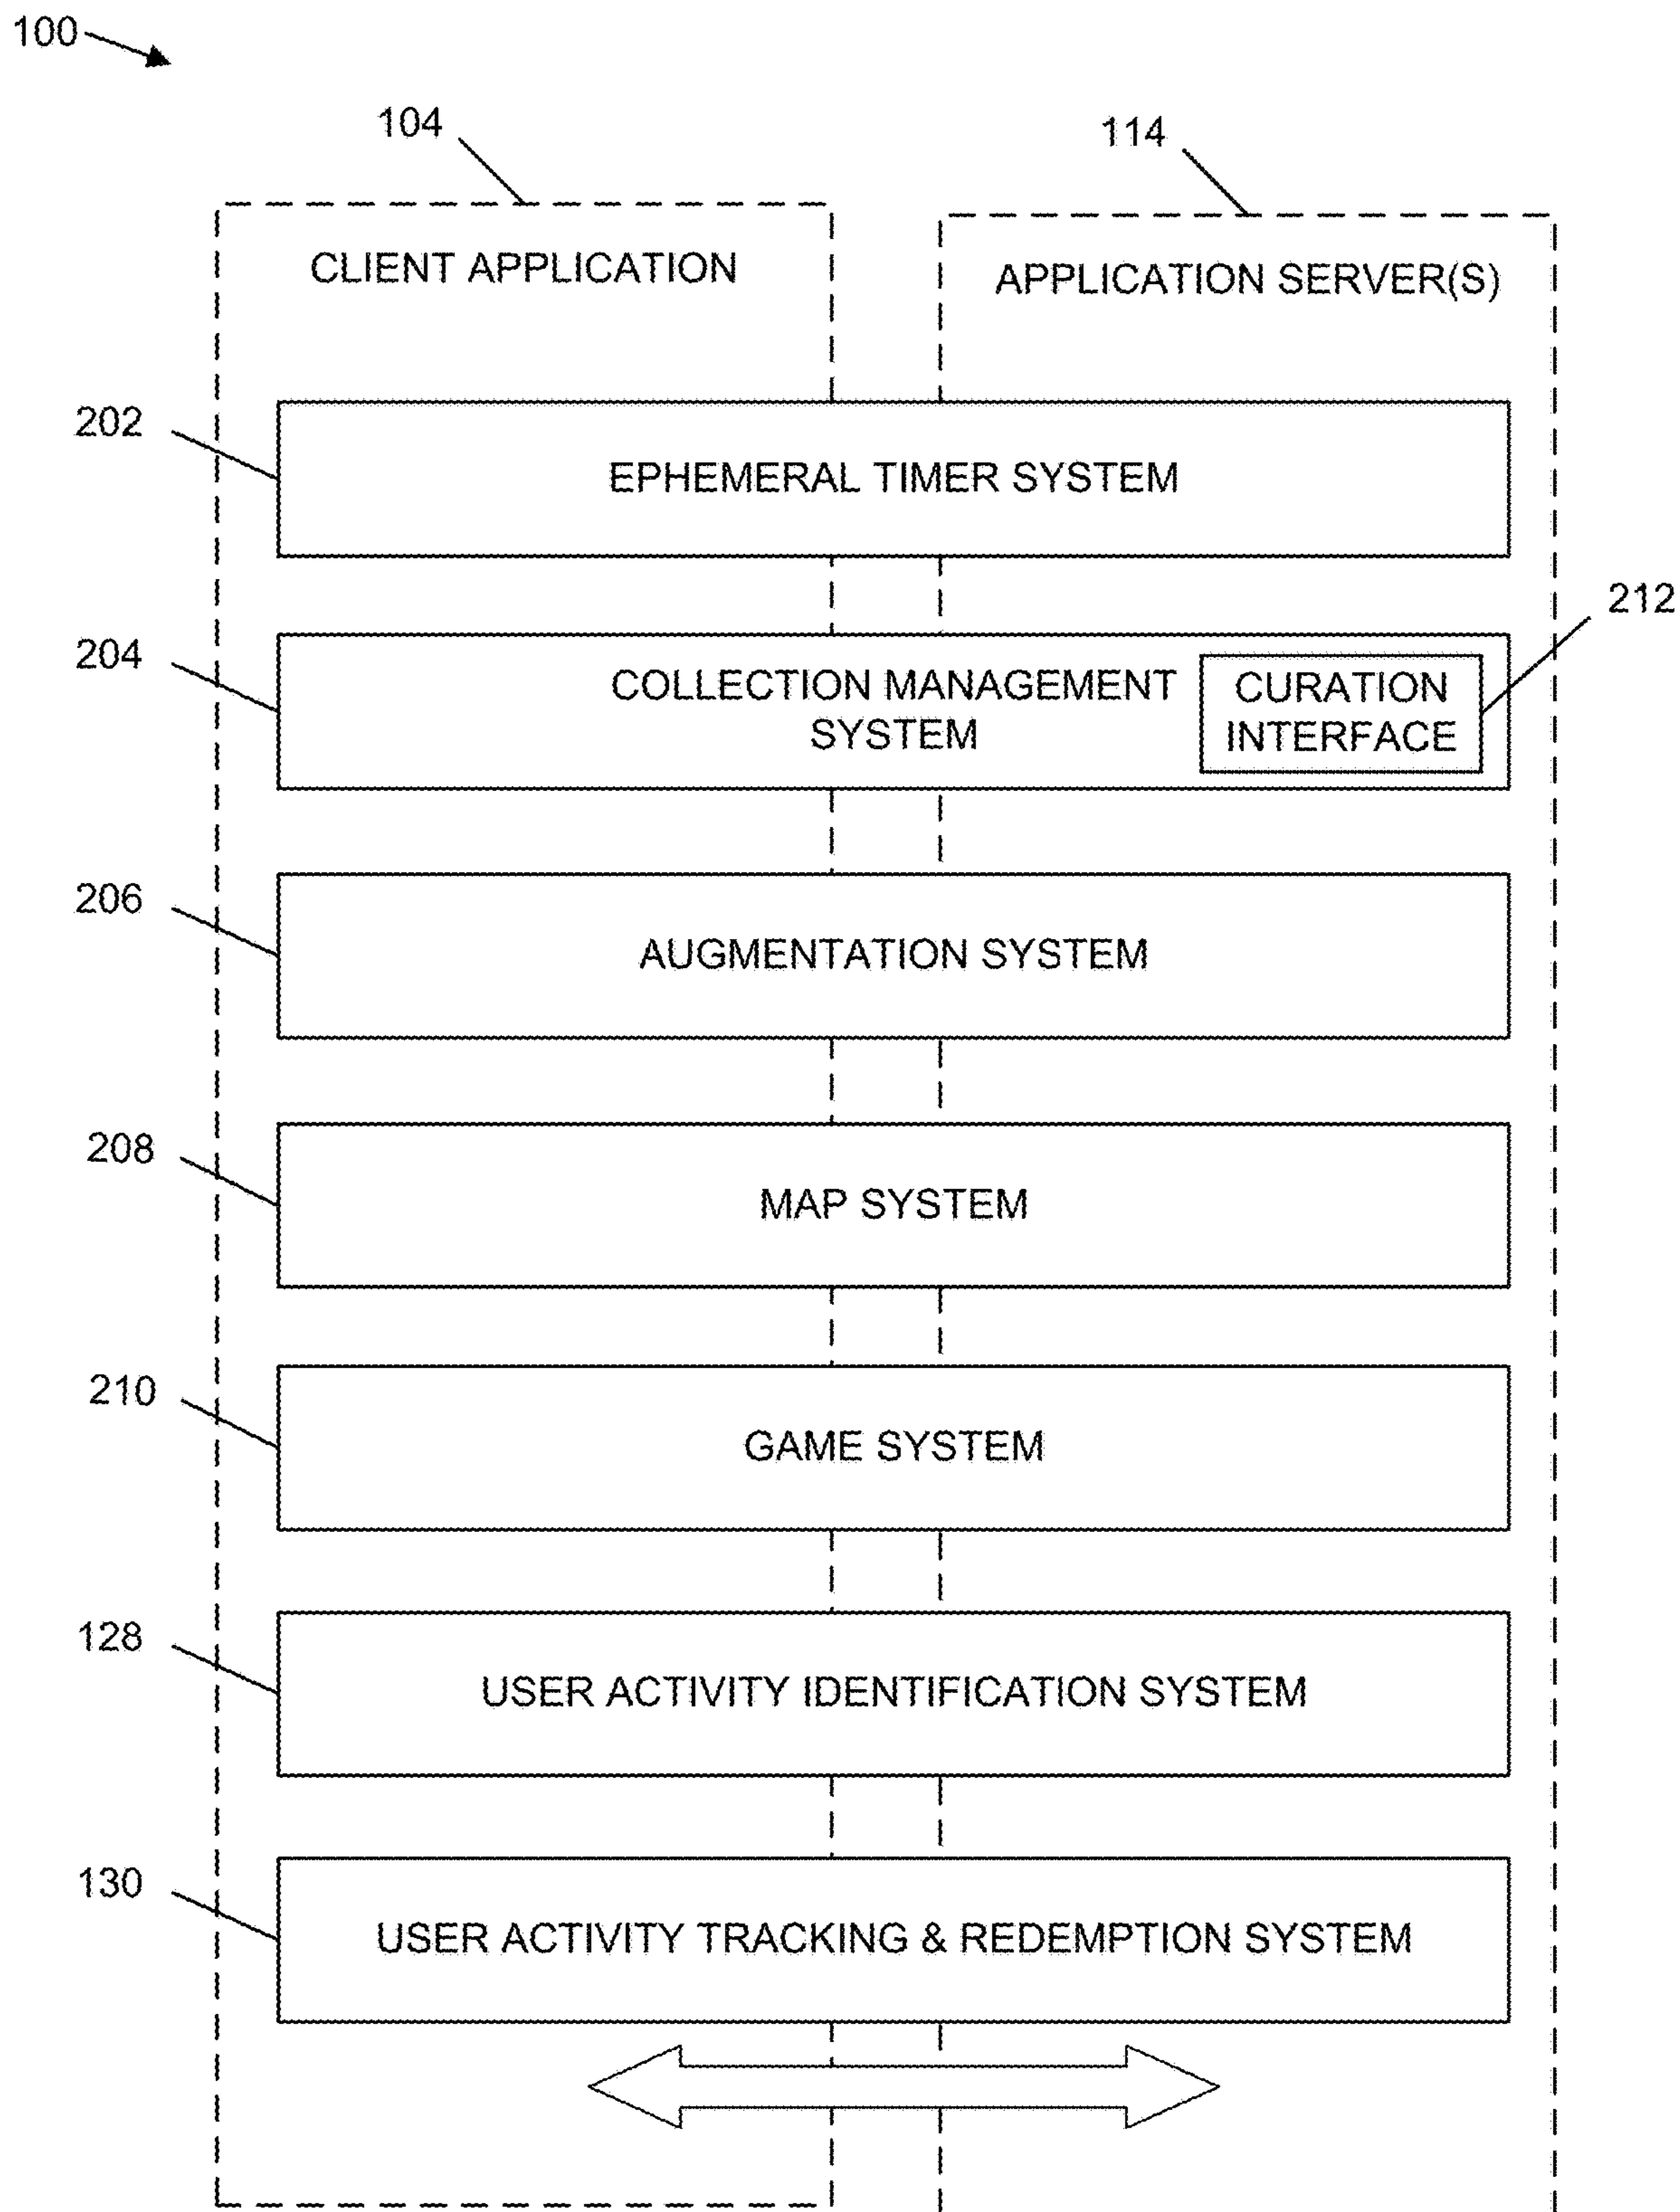 100
104
114
CLIENT APPLICATION
APPLICATION SERVER(S)
202
EPHEMERAL TIMER SYSTEM
212
204
COLLECTION MANAGEMENT
SYSTEM
CURATION
INTERFACE
206
AUGMENTATION SYSTEM
208
MAP SYSTEM
210
GAME SYSTEM
128
USER ACTIVITY IDENTIFICATION SYSTEM
130
USER ACTIVITY TRACKING & REDEMPTION SYSTEM